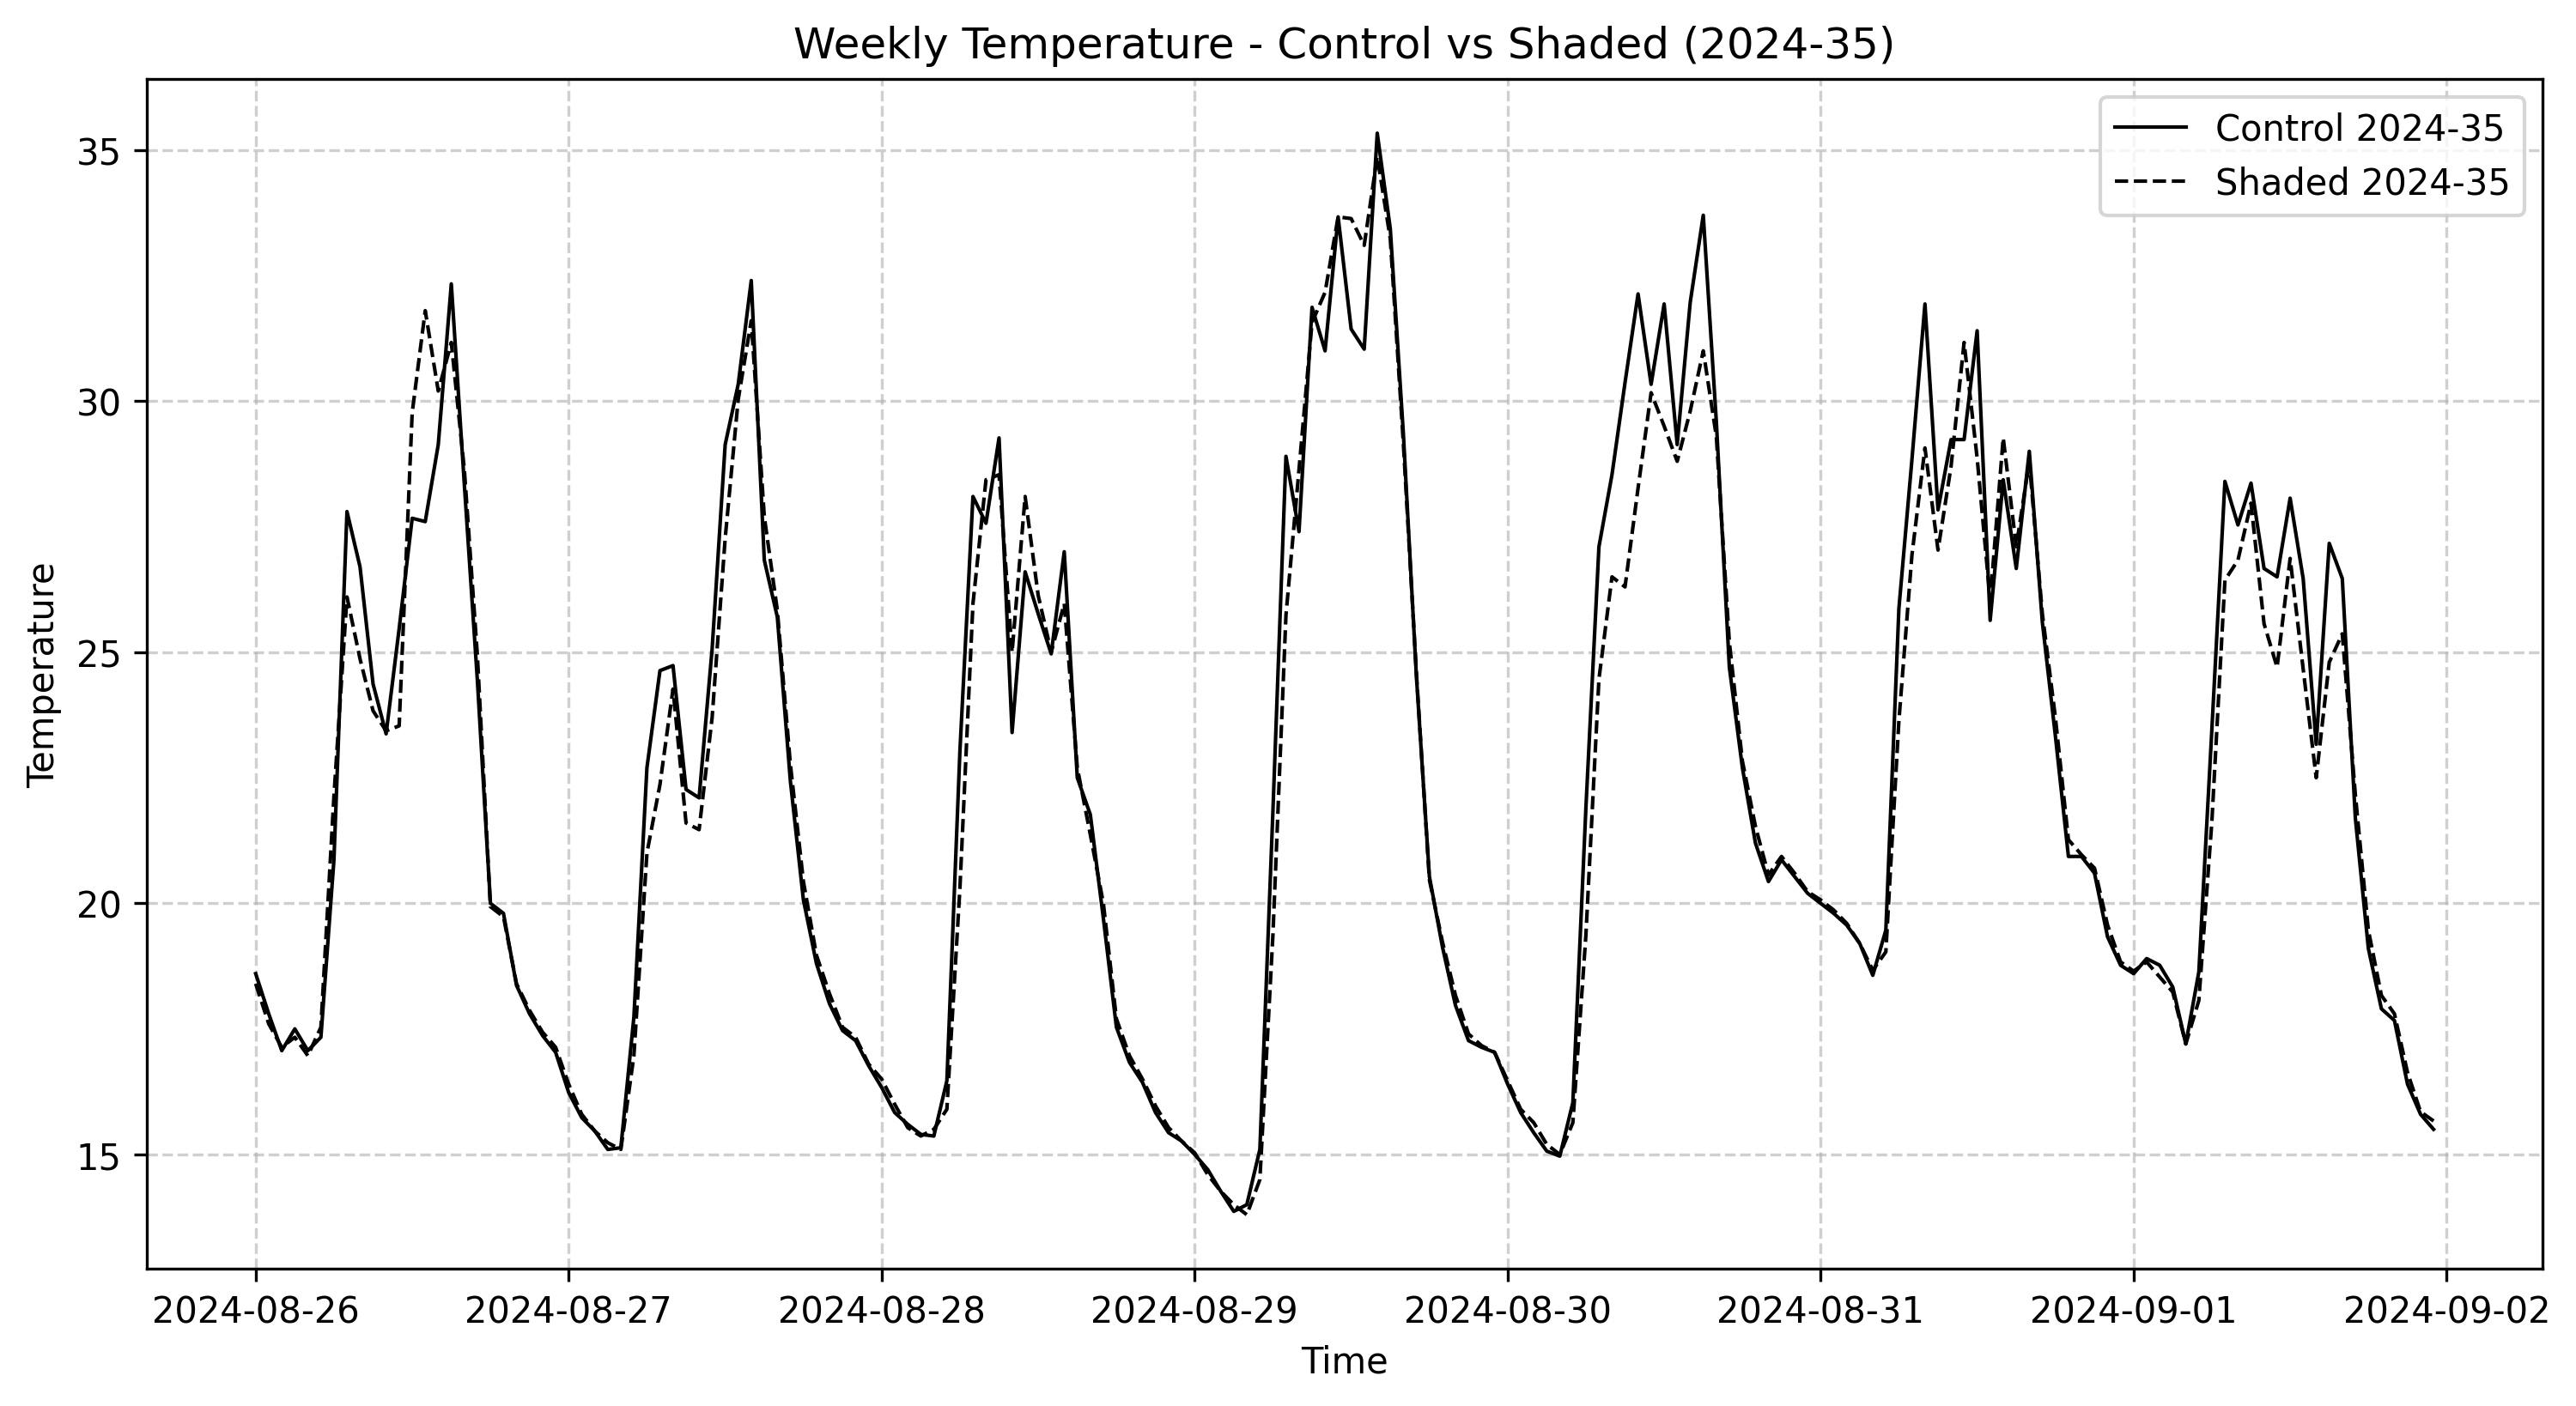 Weekly Temperature - Control vs Shaded (2024-35)
Control 2024-35
Shaded 2024-35
35
30
25
20
15
Temperature
2024-08-26
2024-08-27
2024-08-28
2024-08-29
2024-08-30
2024-08-31
2024-09-01
2024-09-02
Time